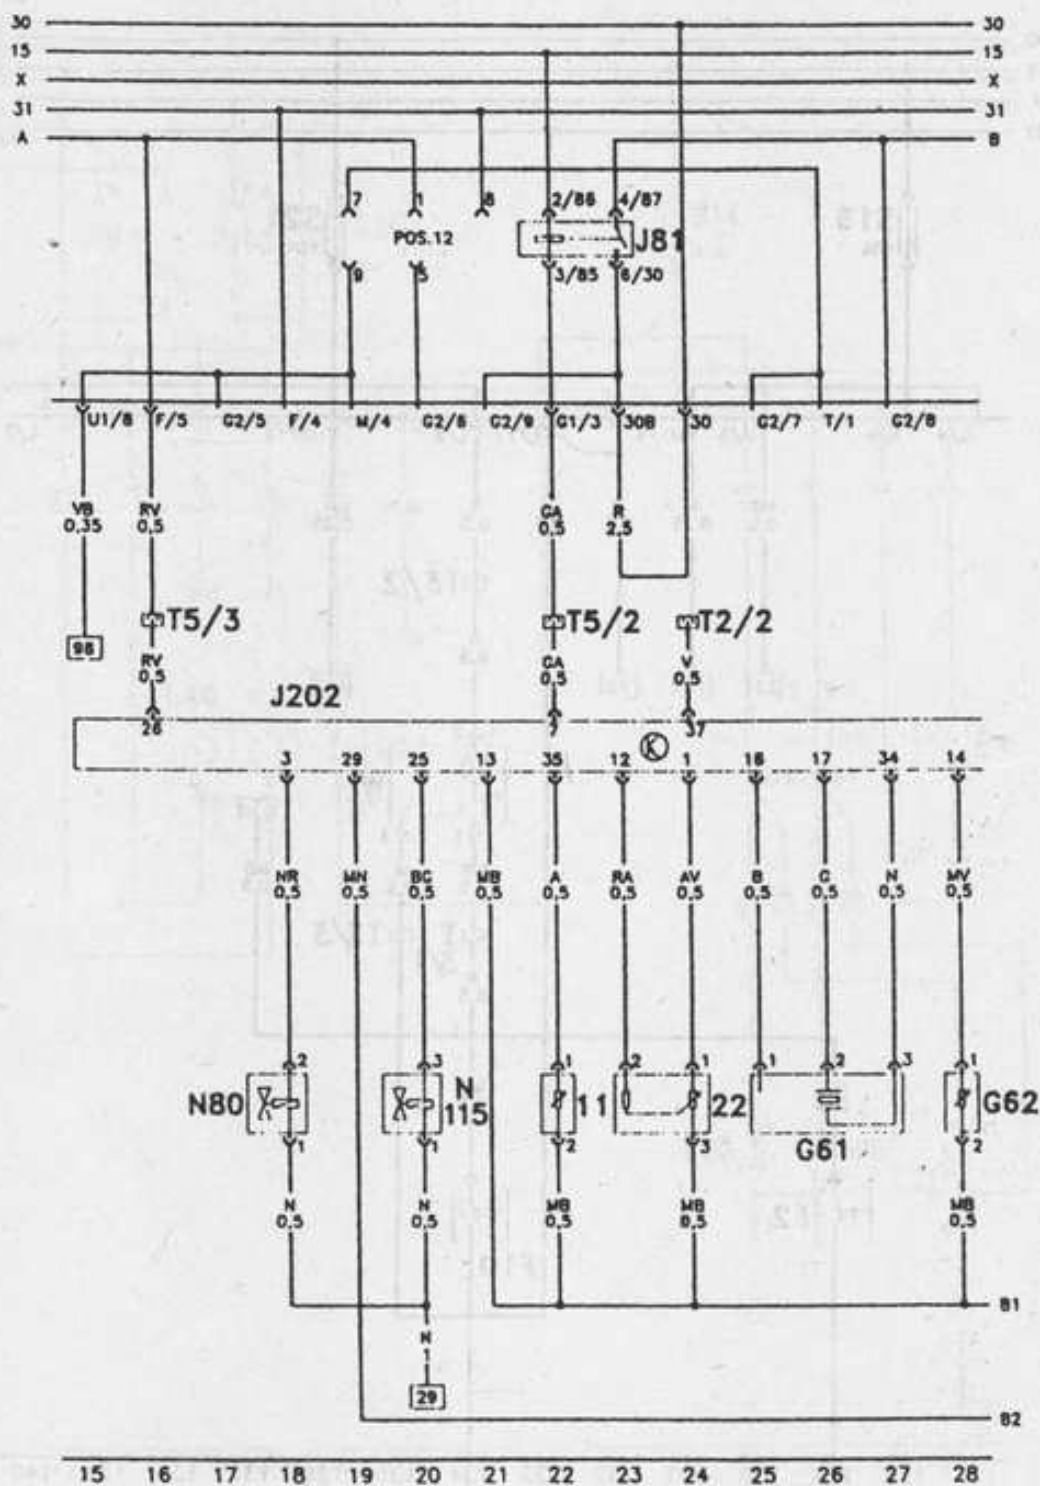 30 30
15 15
X X
31 31
A B
7 1 8 2/86 4/87
POS.12 J81
9 5 3/85 6/30
U1/8 F/5 G2/5 F/4 M/4 G2/6 G2/9 G1/3 30B 30 G2/7 T/1 G2/8
VB RV GA R
0,35 0,5 0,5 2,5
T5/3 T5/2 T2/2
98
RV GA V
0,5 0,5 0,5
J202
26 7 37
K
3 29 25 13 35 12 1 16 17 34 14
NR MN BG MB A RA AV B G N MV
0,5 0,5 0,5 0,5 0,5 0,5 0,5 0,5 0,5 0,5 0,5
2 3 1 2 1 1 2 3 1
N80 N 115 11 22 G62
1 1 2 3 2
G61
N N MB MB MB
0,5 0,5 0,5 0,5 0,5
B1
N
1
29
B2
15 16 17 18 19 20 21 22 23 24 25 26 27 28